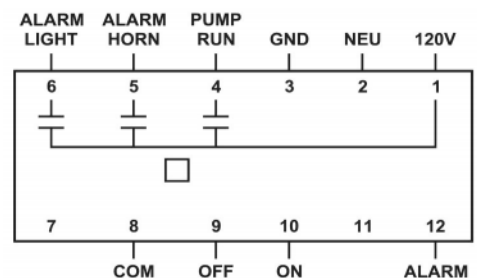 ALARM ALARM PUMP
LIGHT HORN RUN GND NEU 120V
6 5 4 3 2 1
7 8 9 10 11 12
COM OFF ON ALARM